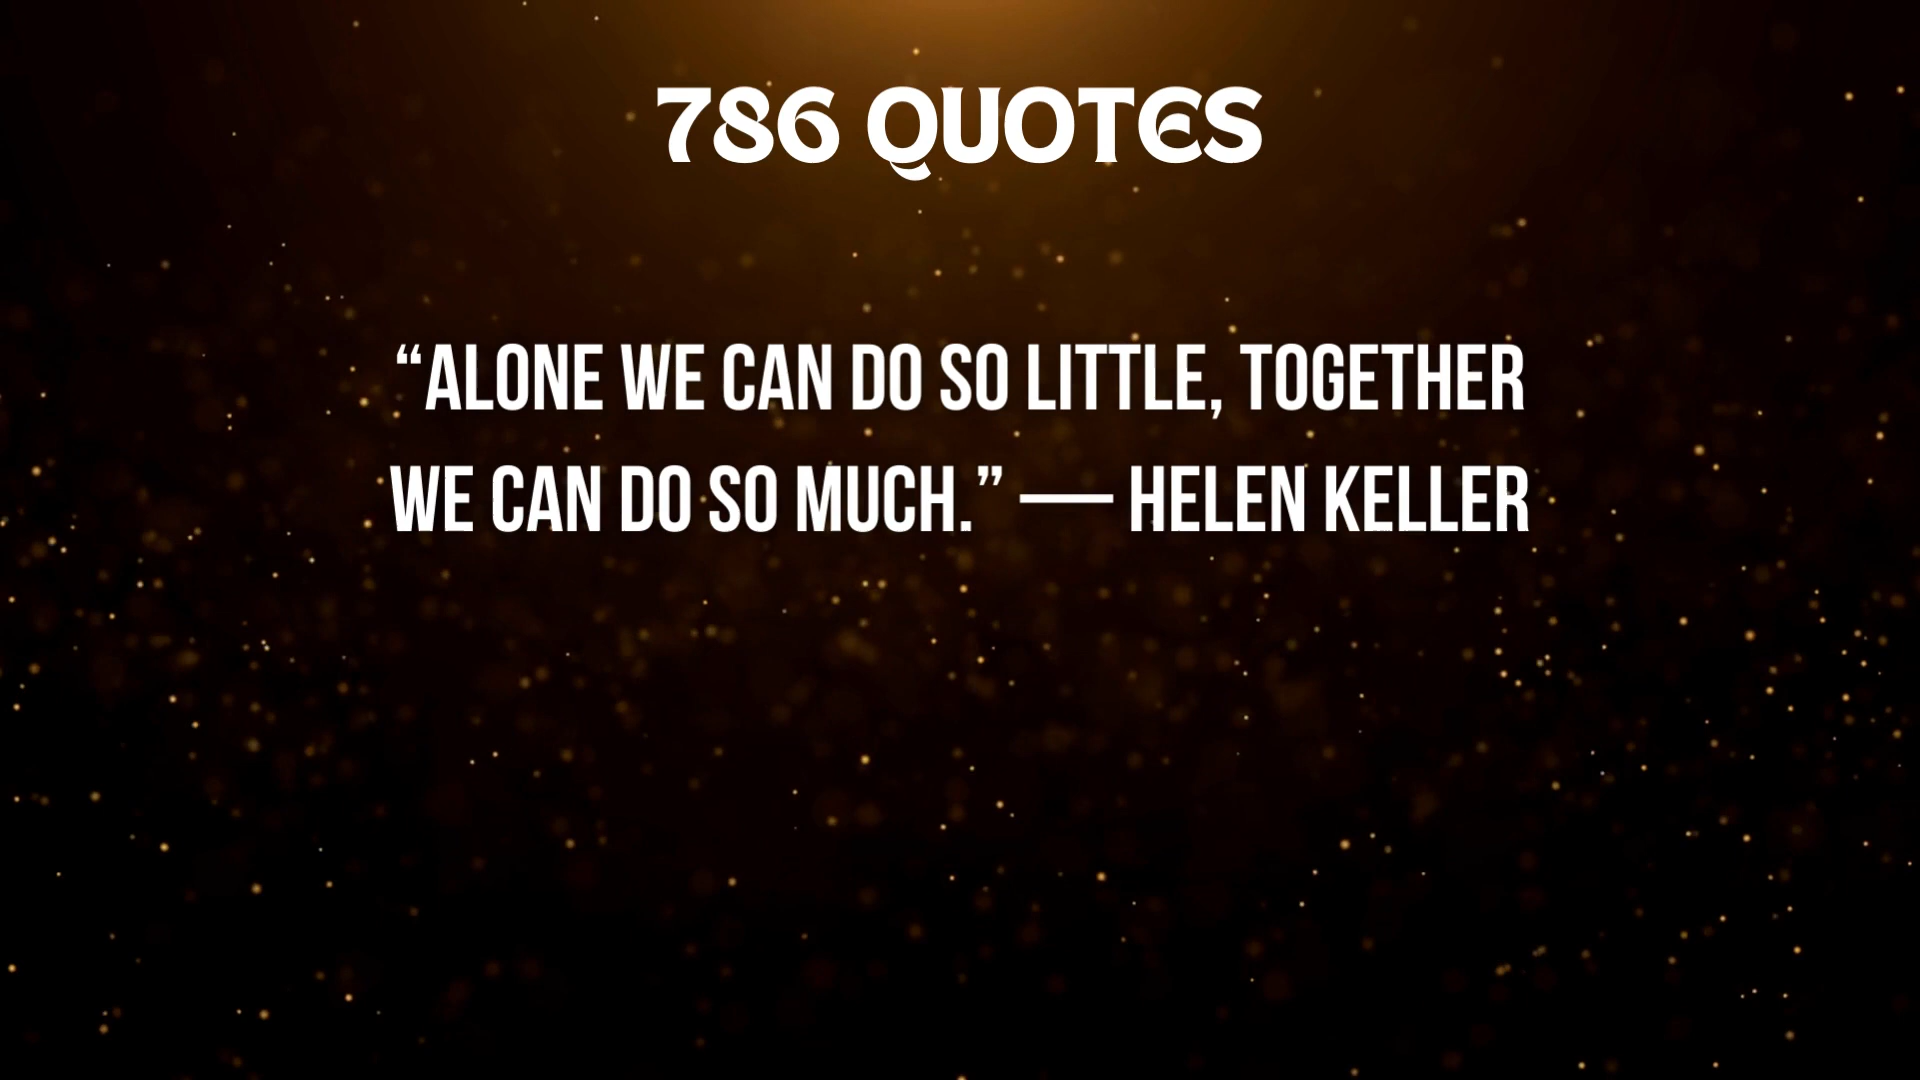 786 QUOTES
“ALONE WE CAN DO SO LITTLE, TOGETHER
WE CAN DO SO MUCH.” — HELEN KELLER